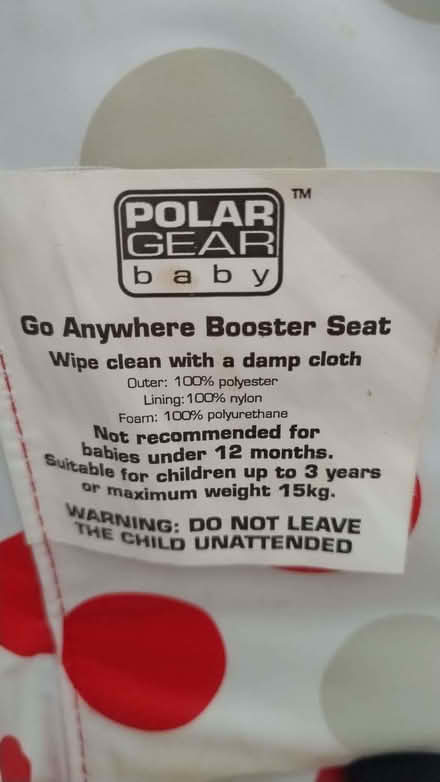 POLAR
GEAR
baby
TM
Go Anywhere Booster Seat
Wipe clean with a damp cloth
Outer: 100% polyester
Lining:100% nylon
Foam: 100% polyurethane
Not recommended for
babies under 12 months.
Suitable for children up to 3 years
or maximum weight 15kg.
WARNING: DO NOT LEAVE
THE CHILD UNATTENDED